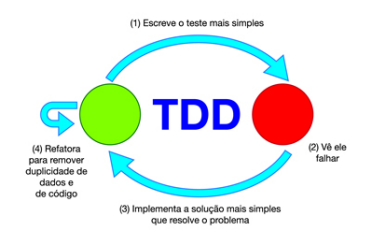 (1) Escreve o teste mais simples
TDD
(2) Vê ele
falhar
(4) Refatora
para remover
duplicidade de
dados e
de código
(3) Implementa a solução mais simples
que resolve o problema